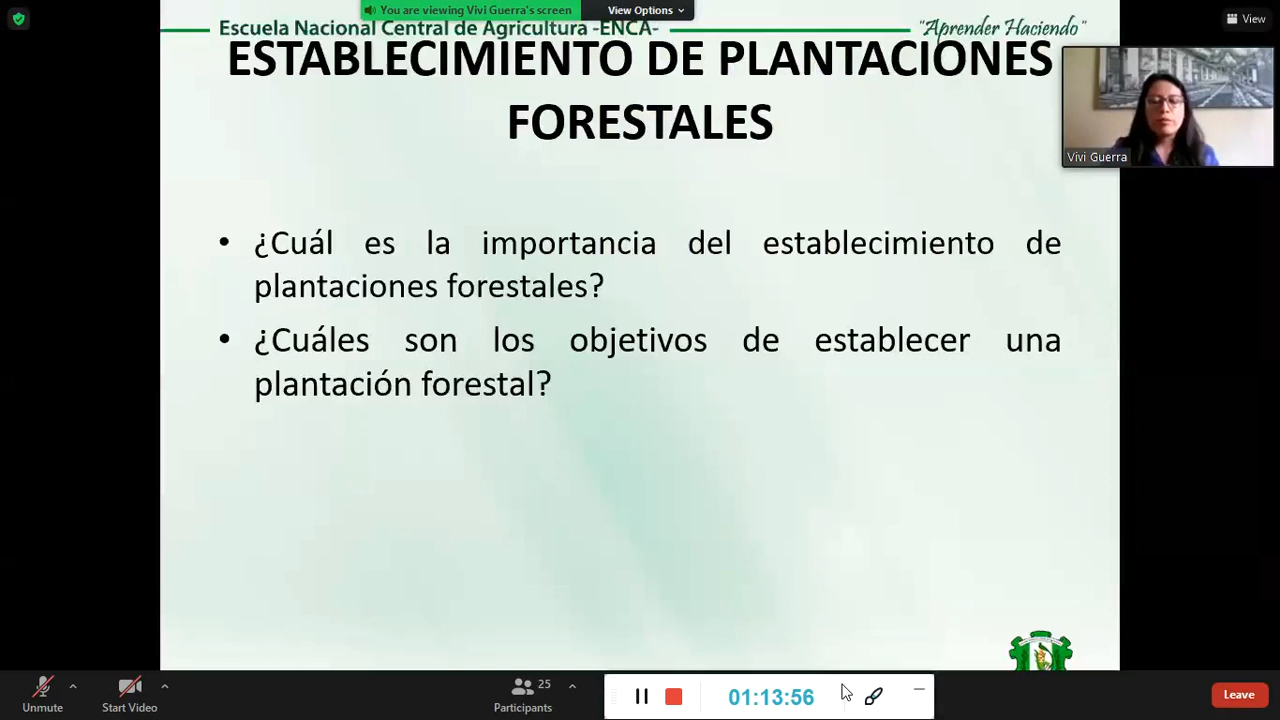 You are viewing Vivi Guerra's screen
View Options
View
Escuela Nacional Central de Agricultura -ENCA-
"Aprender Haciendo"
ESTABLECIMIENTO DE PLANTACIONES
FORESTALES
Vivi Guerra
• ¿Cuál es la importancia del establecimiento de
plantaciones forestales?
• ¿Cuáles son los objetivos de establecer una
plantación forestal?
Unmute
Start Video
25
Participants
01:13:56
Leave